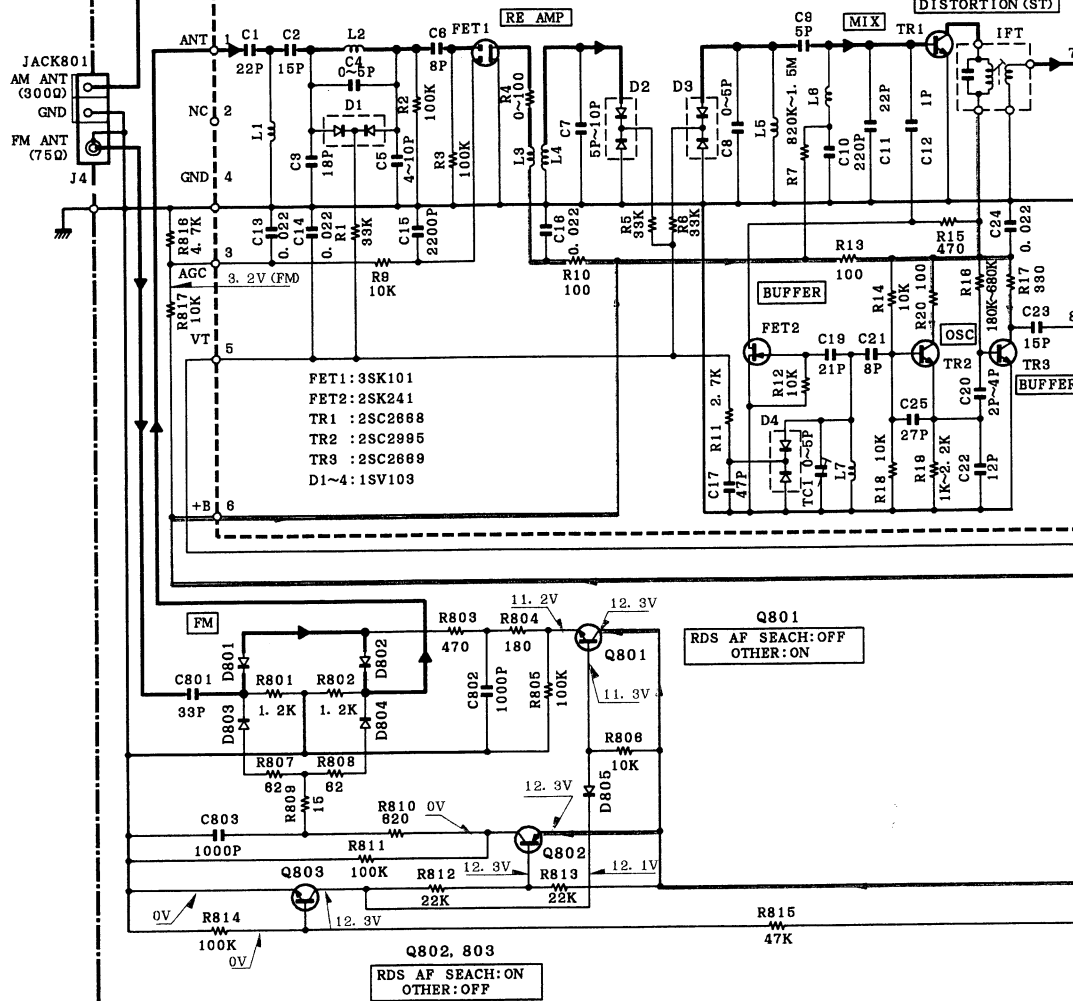 DISTORTION (ST)
RE AMP
MIX
ANT 1
C1
22P
C2
15P
L2
C4
0~5P
C6
8P
FET1
C9
5P
TR1
IFT
7
JACK801
AM ANT
(300Ω)
GND
FM ANT
(75Ω)
J4
NC 2
GND 4
L1
D1
C3
18P
C5
4~10P
R2
100K
R3
100K
R4
0~100
L3
L4
C7
5P~10P
D2
D3
C8
0~5P
L5
R7
820K~1.5M
L6
C10
220P
C11
22P
C12
1P
R816
4.7K
C13
0.022
C14
0.022
R1
33K
C15
2200P
C16
0.022
R5
33K
R6
33K
R15
470
C24
0.022
3
AGC
3.2V (FM)
R817
10K
R9
10K
R10
100
R13
100
R14
10K
R20 100
R16
180K~680K
R17
330
BUFFER
FET2
C19
21P
C21
8P
OSC
TR2
C23
15P
8
TR3
BUFFER
VT
5
R12
10K
R11 2.7K
D4
C17
47P
TC1 0~5P
L7
R18 10K
C25
27P
R19
1K~2.2K
C20
2P~4P
C22
12P
FET1:3SK101
FET2:2SK241
TR1 :2SC2668
TR2 :2SC2995
TR3 :2SC2669
D1~4:1SV103
+B 6
FM
D801
D802
C801
33P
R801
1.2K
R802
1.2K
D803
D804
R803
470
R804
180
11.2V
12.3V
Q801
C802
1000P
R805
100K
11.3V
Q801
RDS AF SEACH:OFF
OTHER:ON
R807
62
R808
62
R809
15
R806
10K
D805
12.3V
C803
1000P
R810
620
0V
R811
100K
Q802
12.3V
12.1V
Q803
R812
22K
R813
22K
0V
12.3V
R814
100K
0V
R815
47K
Q802,803
RDS AF SEACH:ON
OTHER:OFF